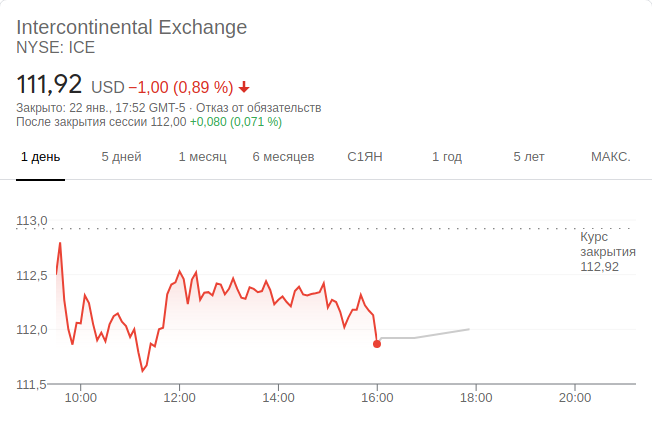 Intercontinental Exchange
NYSE: ICE
111,92 USD −1,00 (0,89 %)
Закрыто: 22 янв., 17:52 GMT-5 · Отказ от обязательств
После закрытия сессии 112,00 +0,080 (0,071 %)
1 день 5 дней 1 месяц 6 месяцев С1ЯН 1 год 5 лет МАКС.
113,0
Курс
закрытия
112,92
112,5
112,0
111,5
10:00 12:00 14:00 16:00 18:00 20:00